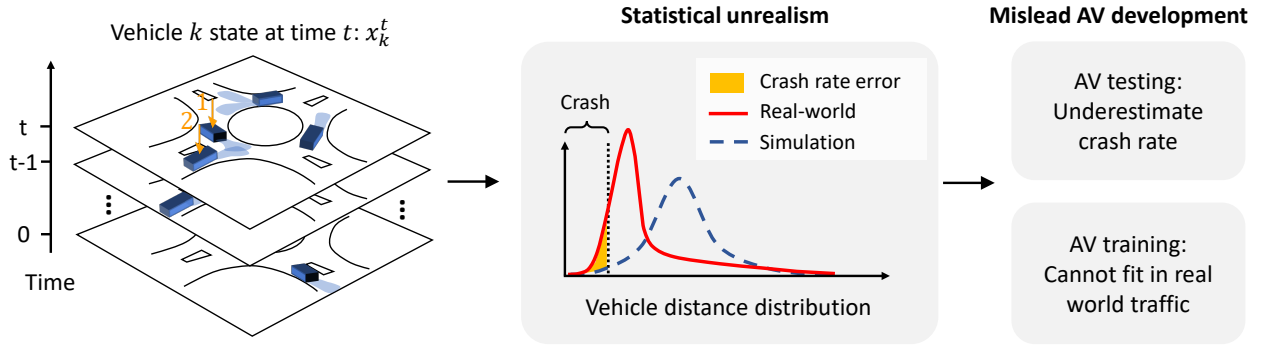 Vehicle k state at time t: x_k^t
t
t-1
⋮
⋮
0
Time
1
2
Statistical unrealism
Crash rate error
Real-world
Simulation
Crash
Vehicle distance distribution
Mislead AV development
AV testing:
Underestimate
crash rate
AV training:
Cannot fit in real
world traffic